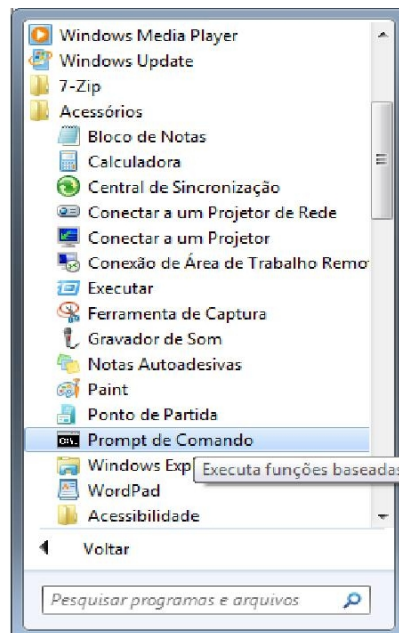 Windows Media Player
Windows Update
7-Zip
Acessórios
Bloco de Notas
Calculadora
Central de Sincronização
Conectar a um Projetor de Rede
Conectar a um Projetor
Conexão de Área de Trabalho Remo
Executar
Ferramenta de Captura
Gravador de Som
Notas Autoadesivas
Paint
Ponto de Partida
C:\. Prompt de Comando
Windows Exp Executa funções baseadas
WordPad
Acessibilidade
Voltar
Pesquisar programas e arquivos